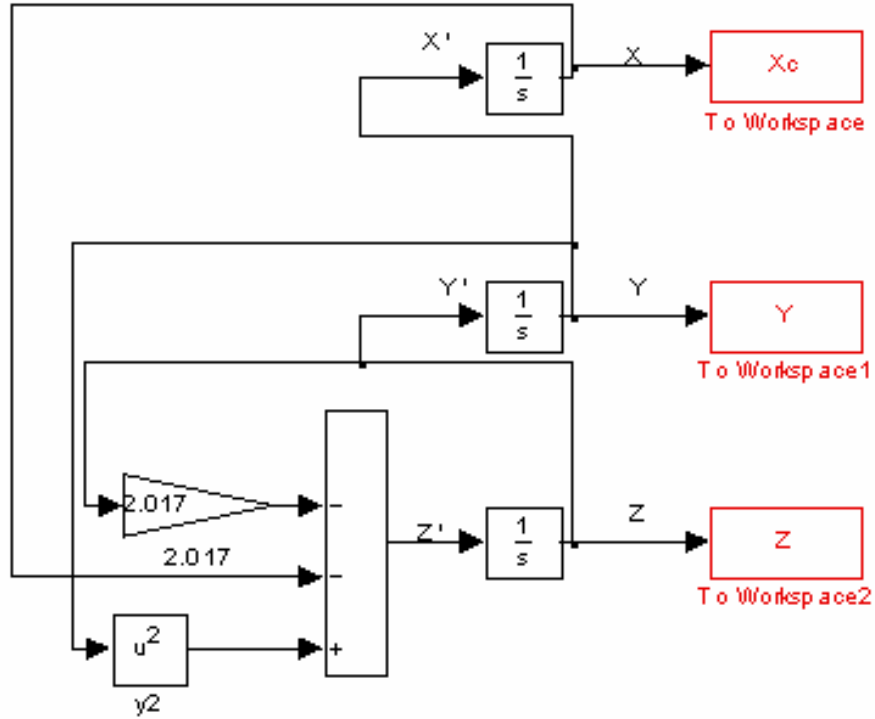 X'
1
s
X
Xc
To Workspace
Y'
1
s
Y
Y
To Workspace1
2.017
−
Z'
1
s
Z
Z
To Workspace2
2.017
−
u²
+
y2